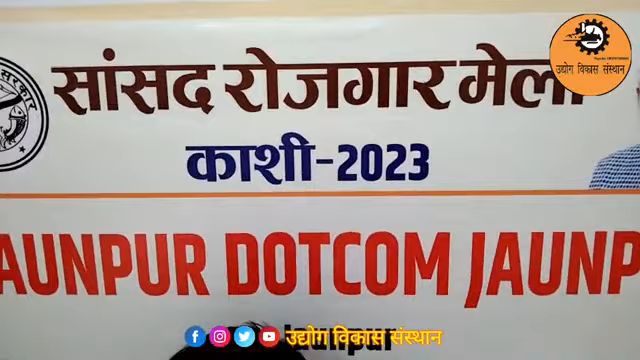 सांसद रोजगार मेला
काशी-2023
AUNPUR DOTCOM JAUNP
उद्योग विकास संस्थान
उद्योग विकास संस्थान